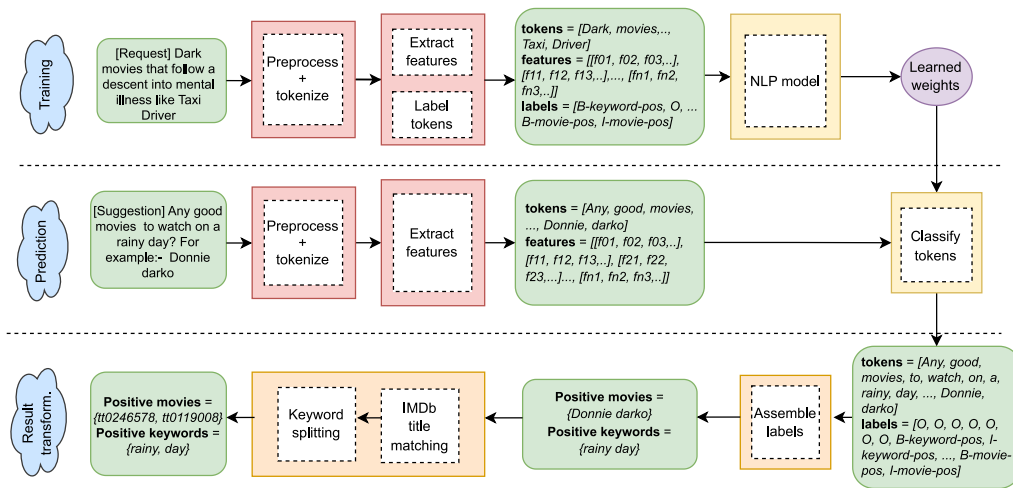 Training
[Request] Dark
movies that follow a
descent into mental
illness like Taxi
Driver
Preprocess
+
tokenize
Extract
features
Label
tokens
tokens = [Dark, movies,..,
Taxi, Driver]
features = [[f01, f02, f03,..],
[f11, f12, f13,..],..., [fn1, fn2,
fn3,..]]
labels = [B-keyword-pos, O, ...
B-movie-pos, I-movie-pos]
NLP model
Learned
weights
Prediction
[Suggestion] Any good
movies to watch on a
rainy day? For
example:- Donnie
darko
Preprocess
+
tokenize
Extract
features
tokens = [Any, good, movies,
..., Donnie, darko]
features = [[f01, f02, f03,..],
[f11, f12, f13,..], [f21, f22,
f23,...]..., [fn1, fn2, fn3,..]]
Classify
tokens
Result
transform.
Positive movies =
{tt0246578, tt0119008}
Positive keywords =
{rainy, day}
Keyword
splitting
IMDb
title
matching
Positive movies =
{Donnie darko}
Positive keywords =
{rainy day}
Assemble
labels
tokens = [Any, good,
movies, to, watch, on, a,
rainy, day, ..., Donnie,
darko]
labels = [O, O, O, O, O, O,
O, O, B-keyword-pos, I-
keyword-pos, ..., B-movie-
pos, I-movie-pos]